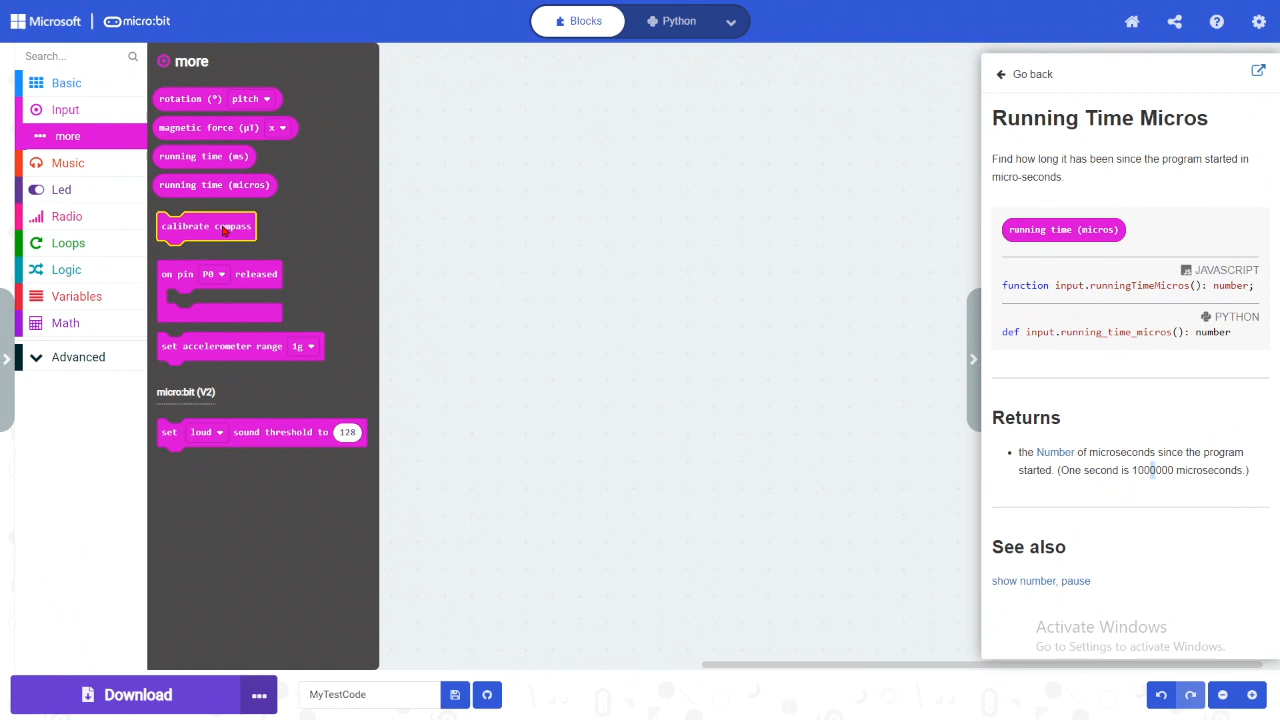 Microsoft micro:bit Blocks Python
Search...
Basic
Input
more
Music
Led
Radio
Loops
Logic
Variables
Math
Advanced
more
rotation (°) pitch
magnetic force (µT) x
running time (ms)
running time (micros)
calibrate compass
on pin P0 released
set accelerometer range 1g
micro:bit (V2)
set loud sound threshold to 128
Go back
Running Time Micros
Find how long it has been since the program started in
micro-seconds.
running time (micros)
JAVASCRIPT
function input.runningTimeMicros(): number;
PYTHON
def input.running_time_micros(): number
Returns
• the Number of microseconds since the program
started. (One second is 1000000 microseconds.)
See also
show number, pause
Activate Windows
Go to Settings to activate Windows.
Download MyTestCode